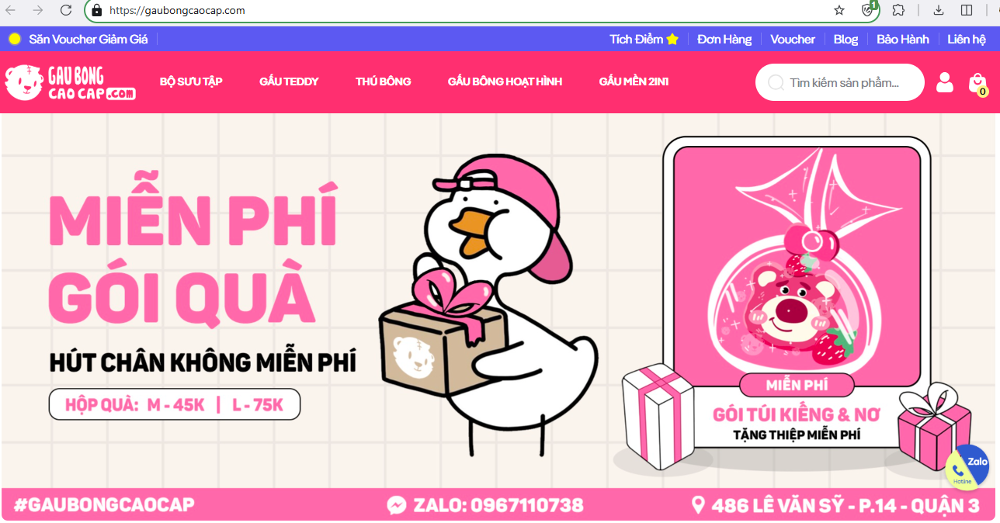 https://gaubongcaocap.com
1
Săn Voucher Giảm Giá
Tích Điểm
Đơn Hàng
Voucher
Blog
Bảo Hành
Liên hệ
GAU BONG
CAO CAP.com
BỘ SƯU TẬP
GẤU TEDDY
THÚ BÔNG
GẤU BÔNG HOẠT HÌNH
GẤU MỀN 2IN1
Tìm kiếm sản phẩm...
0
MIỄN PHÍ
GÓI QUÀ
HÚT CHÂN KHÔNG MIỄN PHÍ
HỘP QUÀ: M - 45K | L - 75K
MIỄN PHÍ
GÓI TÚI KIẾNG & NƠ
TẶNG THIỆP MIỄN PHÍ
Zalo
Hotline
#GAUBONGCAOCAP
ZALO: 0967110738
486 LÊ VĂN SỸ - P.14 - QUẬN 3